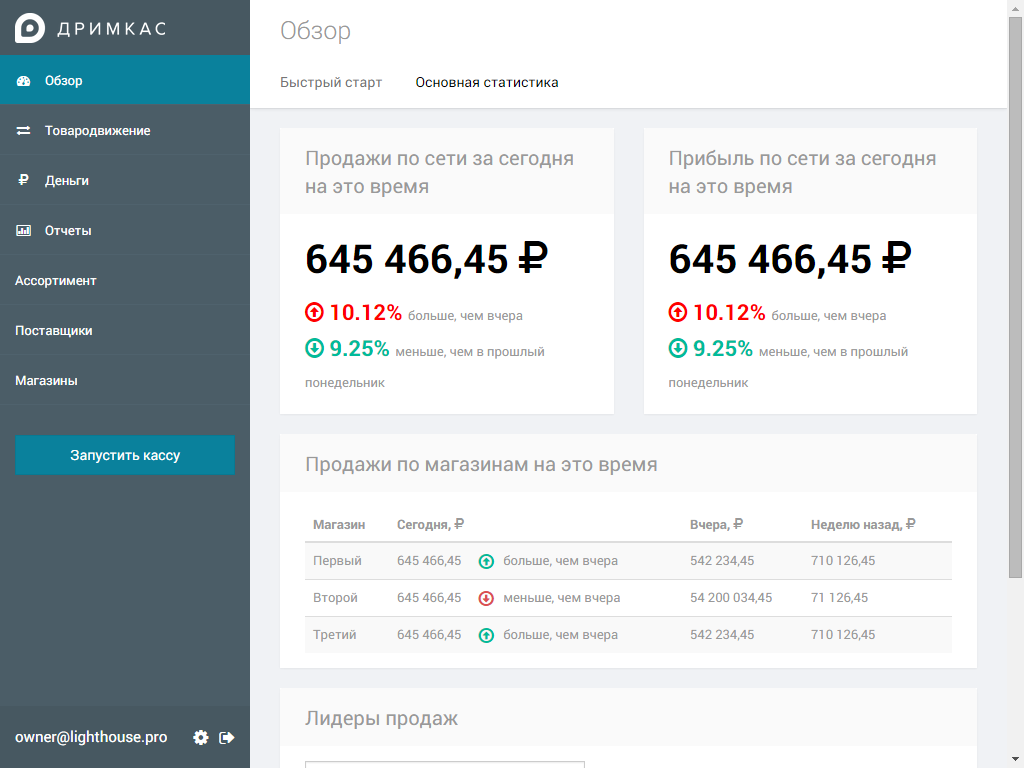 ДРИМКАС
Обзор
Товародвижение
Деньги
Отчеты
Ассортимент
Поставщики
Магазины
Запустить кассу
owner@lighthouse.pro
Обзор
Быстрый старт Основная статистика
Продажи по сети за сегодня
на это время
645 466,45 ₽
10.12% больше, чем вчера
9.25% меньше, чем в прошлый
понедельник
Прибыль по сети за сегодня
на это время
645 466,45 ₽
10.12% больше, чем вчера
9.25% меньше, чем в прошлый
понедельник
Продажи по магазинам на это время
Магазин Сегодня, ₽ Вчера, ₽ Неделю назад, ₽
Первый 645 466,45 больше, чем вчера 542 234,45 710 126,45
Второй 645 466,45 меньше, чем вчера 54 200 034,45 71 126,45
Третий 645 466,45 больше, чем вчера 542 234,45 710 126,45
Лидеры продаж